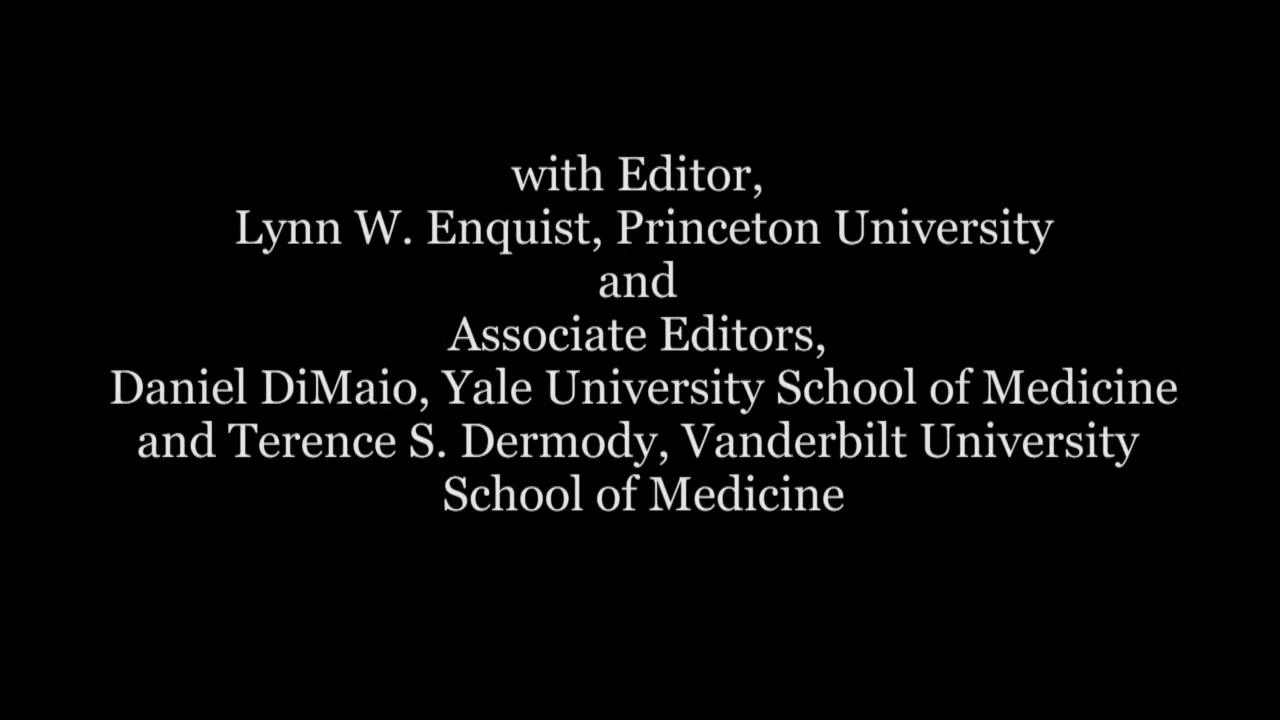 with Editor,
Lynn W. Enquist, Princeton University
and
Associate Editors,
Daniel DiMaio, Yale University School of Medicine
and Terence S. Dermody, Vanderbilt University
School of Medicine